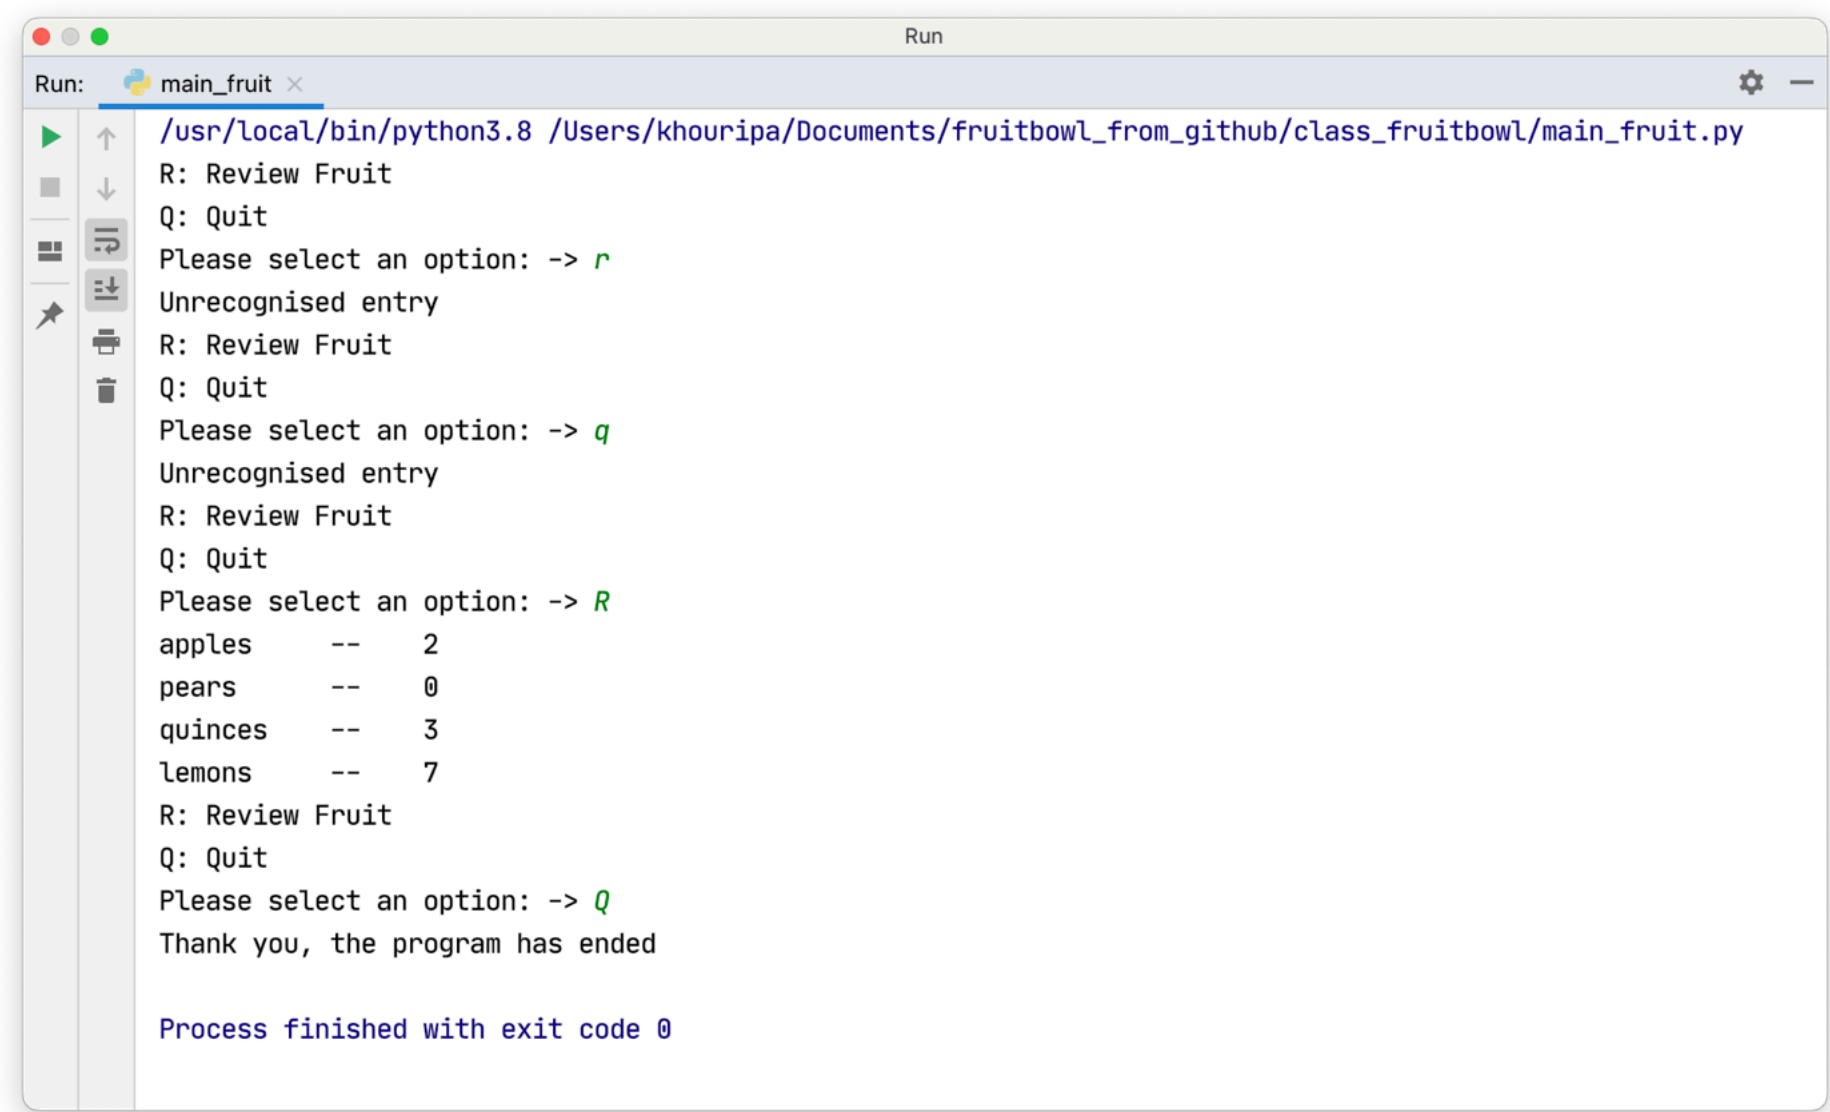 Run
Run: main_fruit
/usr/local/bin/python3.8 /Users/khouripa/Documents/fruitbowl_from_github/class_fruitbowl/main_fruit.py
R: Review Fruit
Q: Quit
Please select an option: -> r
Unrecognised entry
R: Review Fruit
Q: Quit
Please select an option: -> q
Unrecognised entry
R: Review Fruit
Q: Quit
Please select an option: -> R
apples     --    2
pears      --    0
quinces    --    3
lemons     --    7
R: Review Fruit
Q: Quit
Please select an option: -> Q
Thank you, the program has ended
Process finished with exit code 0